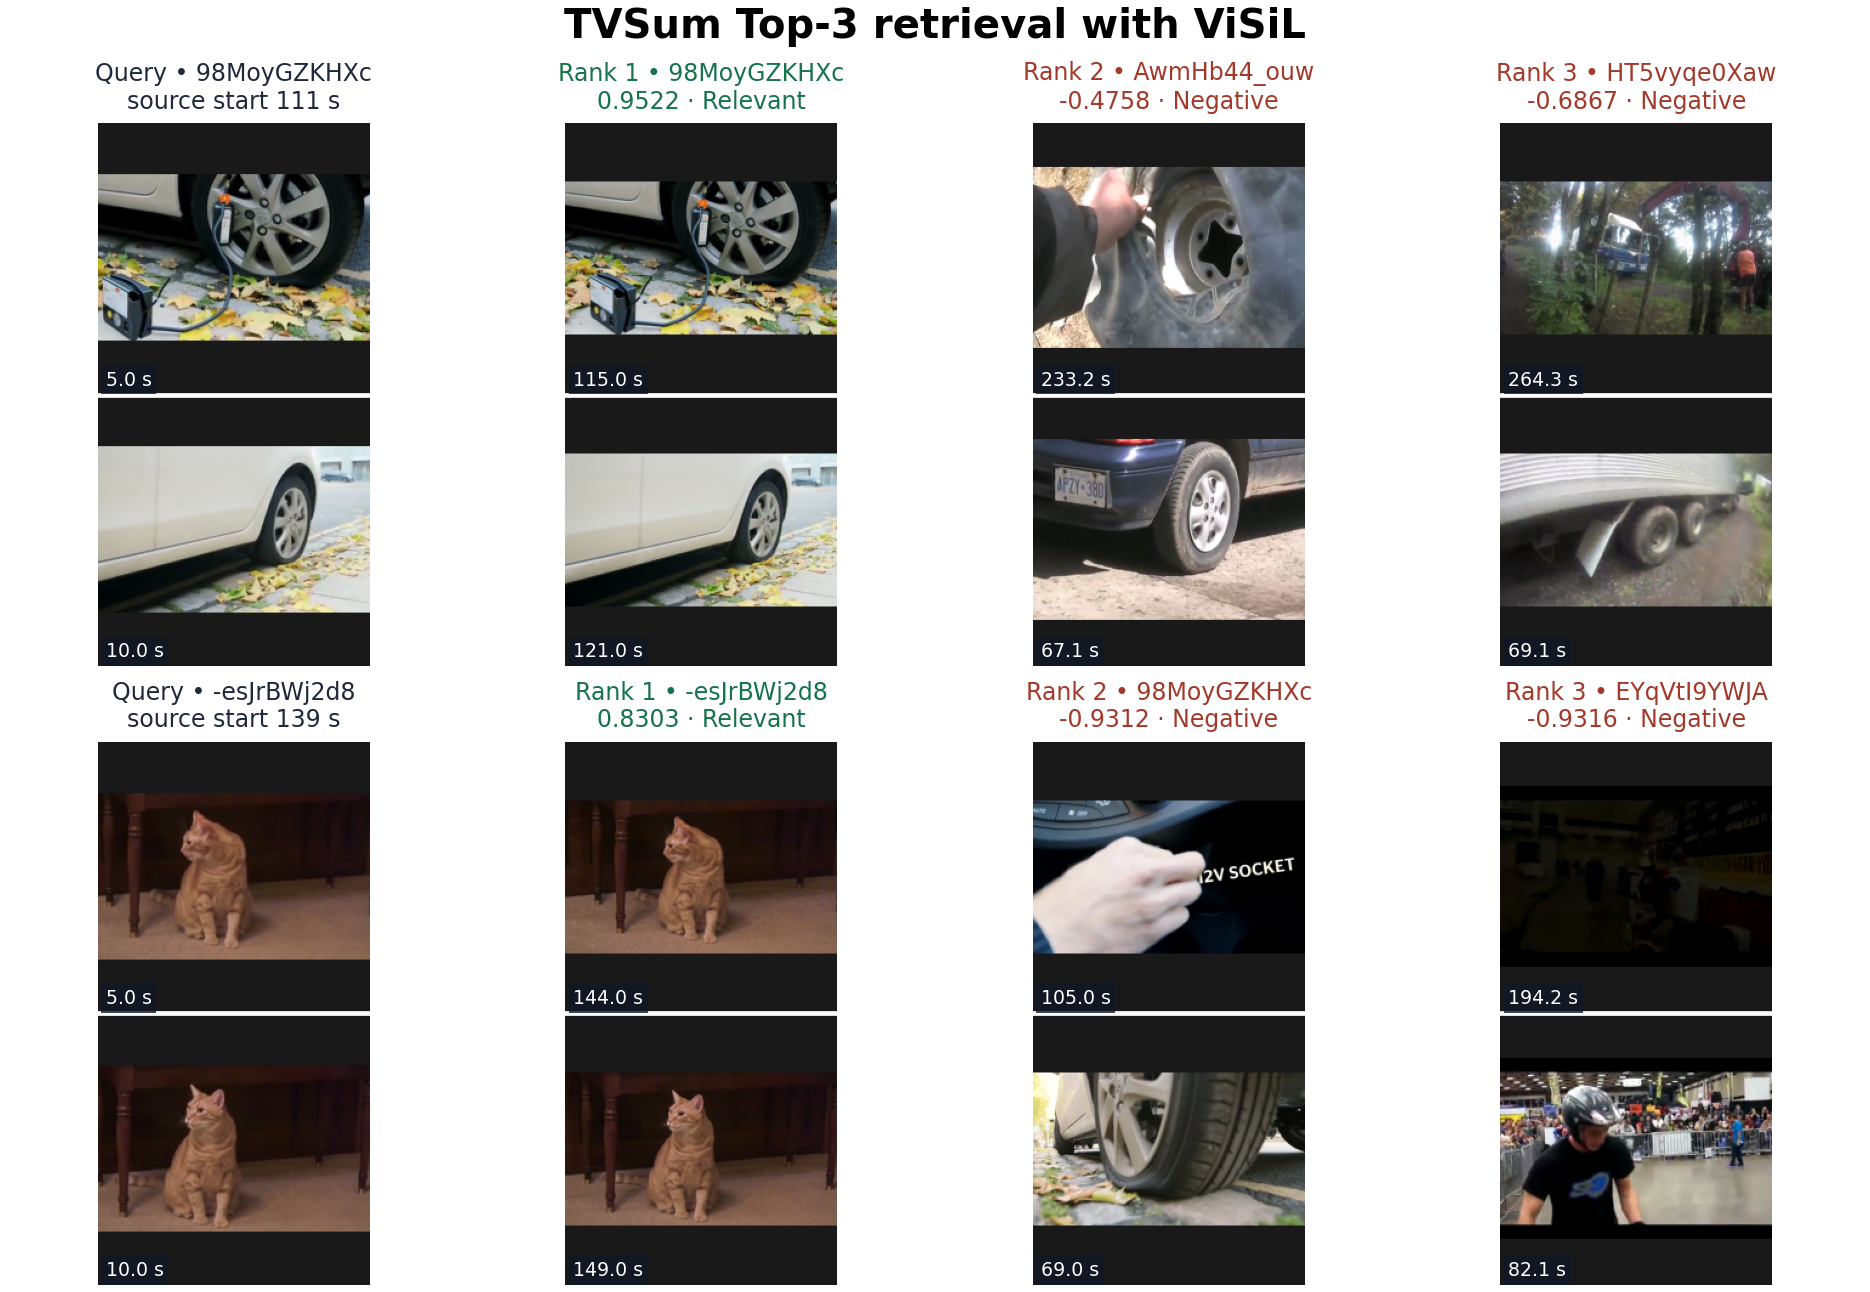 TVSum Top-3 retrieval with ViSiL
Query • 98MoyGZKHXc
source start 111 s
Rank 1 • 98MoyGZKHXc
0.9522 · Relevant
Rank 2 • AwmHb44_ouw
-0.4758 · Negative
Rank 3 • HT5vyqe0Xaw
-0.6867 · Negative
5.0 s
115.0 s
233.2 s
264.3 s
APZY·380
10.0 s
121.0 s
67.1 s
69.1 s
Query • -esJrBWj2d8
source start 139 s
Rank 1 • -esJrBWj2d8
0.8303 · Relevant
Rank 2 • 98MoyGZKHXc
-0.9312 · Negative
Rank 3 • EYqVtI9YWJA
-0.9316 · Negative
OFF
12V SOCKET
5.0 s
144.0 s
105.0 s
194.2 s
10.0 s
149.0 s
69.0 s
82.1 s